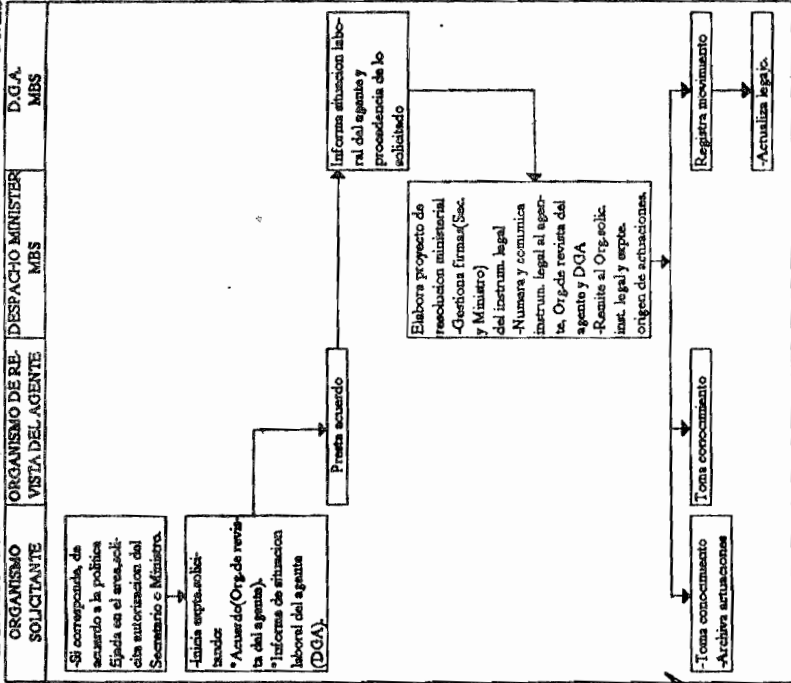 ORGANISMO
SOLICITANTE
ORGANISMO DE RE-
VISTA DEL AGENTE
DESPACHO MINISTER
MBS
D.G.A.
MBS
-Si corresponde, de
acuerdo a la politica
fijada en el area,soli-
cita autorizacion del
Secretario o Ministro.
-Inicia expte.solici-
tando:
*Acuerdo(Org.de revis-
ta del agente).
*Informe de situacion
laboral del agente
(DGA).
Presta acuerdo
Informa situacion labo-
ral del agente y
procedencia de lo
solicitado
Elabora proyecto de
resolucion ministerial
-Gestiona firmas(Sec.
y Ministro)
del instrum. legal
-Numera y comunica
instrum. legal al agen-
te, Org.de revista del
agente y DGA
-Remite al Org.solic.
inst. legal y expte.
origen de actuaciones.
-Toma conocimiento
-Archiva actuaciones
Toma conocimiento
Registra movimiento
-Actualiza legajo.